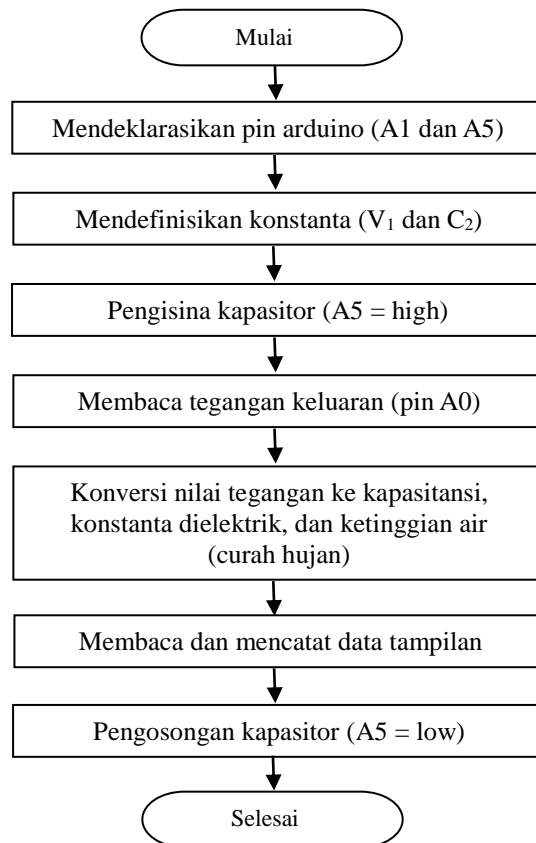 Mulai
Mendeklarasikan pin arduino (A1 dan A5)
Mendefinisikan konstanta (V₁ dan C₂)
Pengisina kapasitor (A5 = high)
Membaca tegangan keluaran (pin A0)
Konversi nilai tegangan ke kapasitansi,
konstanta dielektrik, dan ketinggian air
(curah hujan)
Membaca dan mencatat data tampilan
Pengosongan kapasitor (A5 = low)
Selesai